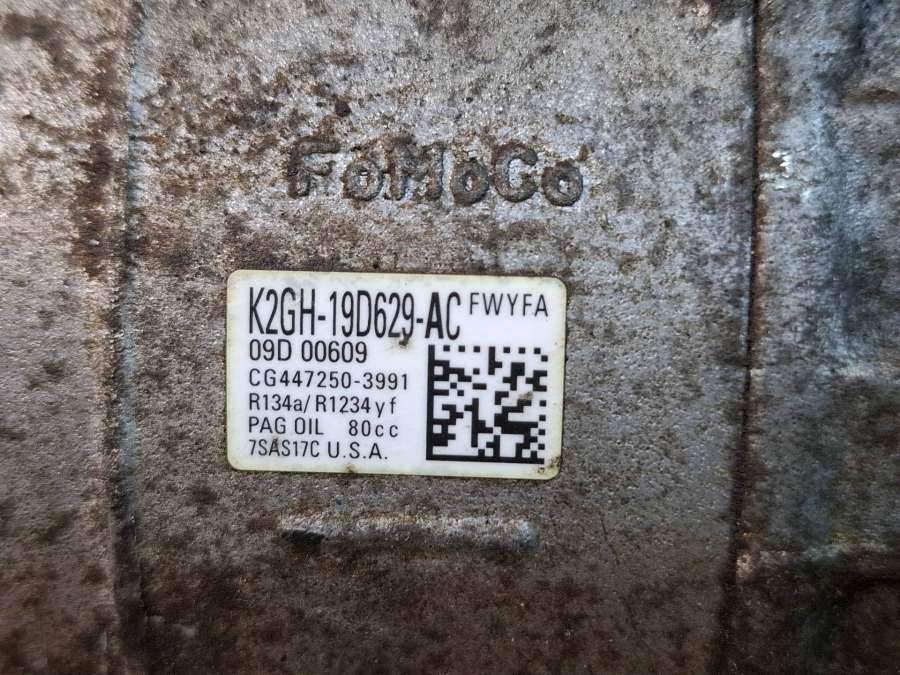 FoMoCo
K2GH-19D629-AC FWYFA
09D 00609
CG447250-3991
R134a/R1234yf
PAG OIL 80cc
7SAS17C U.S.A.